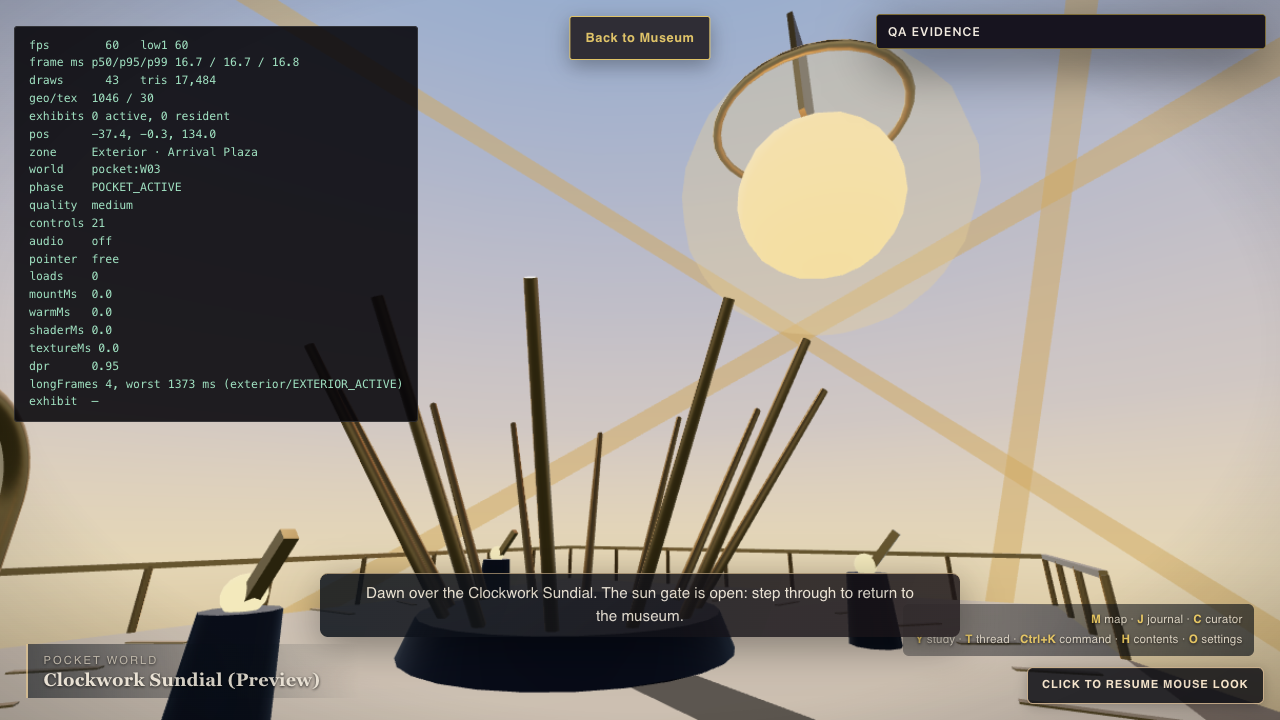 fps 60 low1 60
frame ms p50/p95/p99 16.7 / 16.7 / 16.8
draws 43 tris 17,484
geo/tex 1046 / 30
exhibits 0 active, 0 resident
pos −37.4, −0.3, 134.0
zone Exterior · Arrival Plaza
world pocket:W03
phase POCKET_ACTIVE
quality medium
controls 21
audio off
pointer free
loads 0
mountMs 0.0
warmMs 0.0
shaderMs 0.0
textureMs 0.0
dpr 0.95
longFrames 4, worst 1373 ms (exterior/EXTERIOR_ACTIVE)
exhibit —
Back to Museum
QA EVIDENCE
Dawn over the Clockwork Sundial. The sun gate is open: step through to return to
the museum.
M map · J journal · C curator
Y study · T thread · Ctrl+K command · H contents · O settings
POCKET WORLD
Clockwork Sundial (Preview)
CLICK TO RESUME MOUSE LOOK